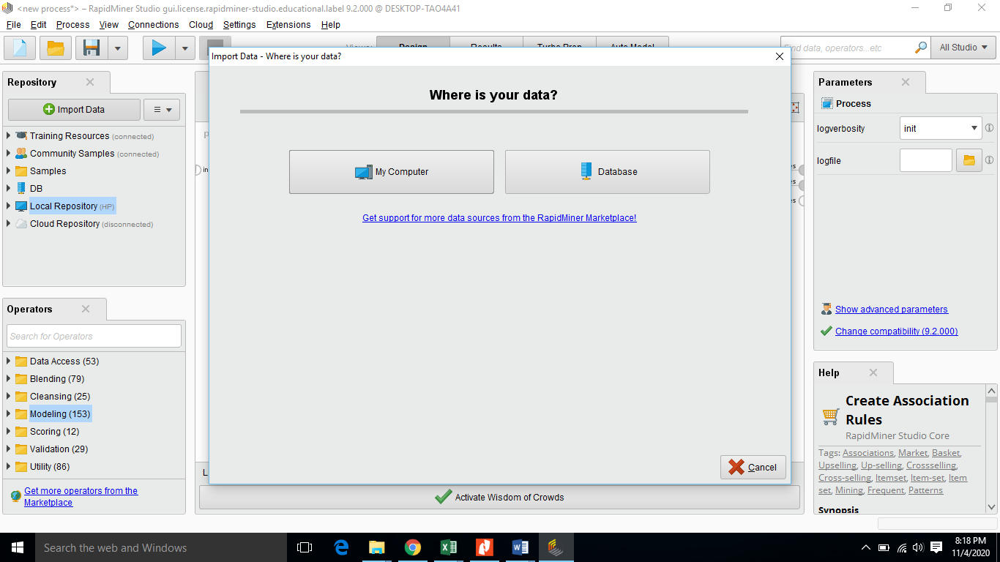 <new process*> – RapidMiner Studio gui.license.rapidminer-studio.educational.label 9.2.000 @ DESKTOP-TAO4A41
File Edit Process View Connections Cloud Settings Extensions Help
Views: Design Results Turbo Prep Auto Model
Find data, operators...etc
All Studio
Import Data - Where is your data?
Where is your data?
My Computer
Database
Get support for more data sources from the RapidMiner Marketplace!
Cancel
Repository
Import Data
Training Resources (connected)
Community Samples (connected)
Samples
DB
Local Repository (HP)
Cloud Repository (disconnected)
Operators
Search for Operators
Data Access (53)
Blending (79)
Cleansing (25)
Modeling (153)
Scoring (12)
Validation (29)
Utility (86)
Get more operators from the
Marketplace
in
Activate Wisdom of Crowds
Parameters
Process
logverbosity
init
logfile
Show advanced parameters
Change compatibility (9.2.000)
Help
Create Association
Rules
RapidMiner Studio Core
Tags: Associations, Market, Basket,
Upselling, Up-selling, Crossselling,
Cross-selling, Itemset, Item-set, Item
set, Mining, Frequent, Patterns
Synopsis
Search the web and Windows
8:18 PM
11/4/2020